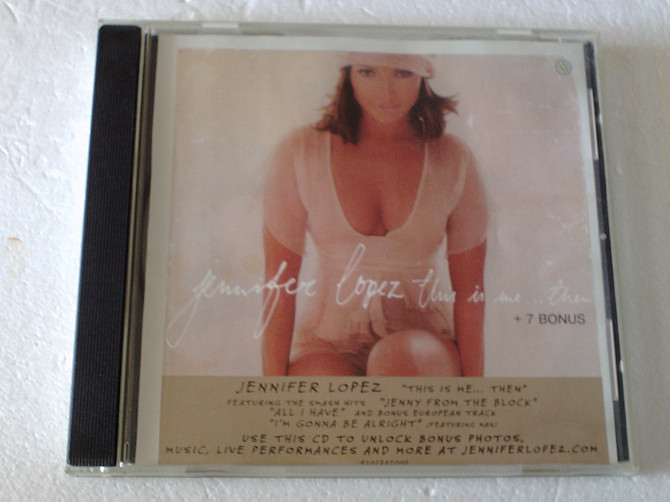 jennifer lopez this is me... then
+ 7 BONUS
JENNIFER LOPEZ "THIS IS ME... THEN"
FEATURING THE SMASH HITS "JENNY FROM THE BLOCK"
"ALL I HAVE" AND BONUS EUROPEAN TRACK
"I'M GONNA BE ALRIGHT" (FEATURING NAS)
USE THIS CD TO UNLOCK BONUS PHOTOS,
MUSIC, LIVE PERFORMANCES AND MORE AT JENNIFERLOPEZ.COM